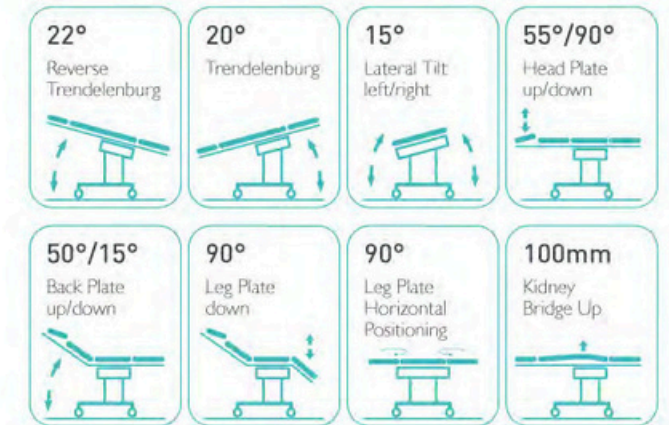 22°
Reverse
Trendelenburg
20°
Trendelenburg
15°
Lateral Tilt
left/right
55°/90°
Head Plate
up/down
50°/15°
Back Plate
up/down
90°
Leg Plate
down
90°
Leg Plate
Horizontal
Positioning
100mm
Kidney
Bridge Up